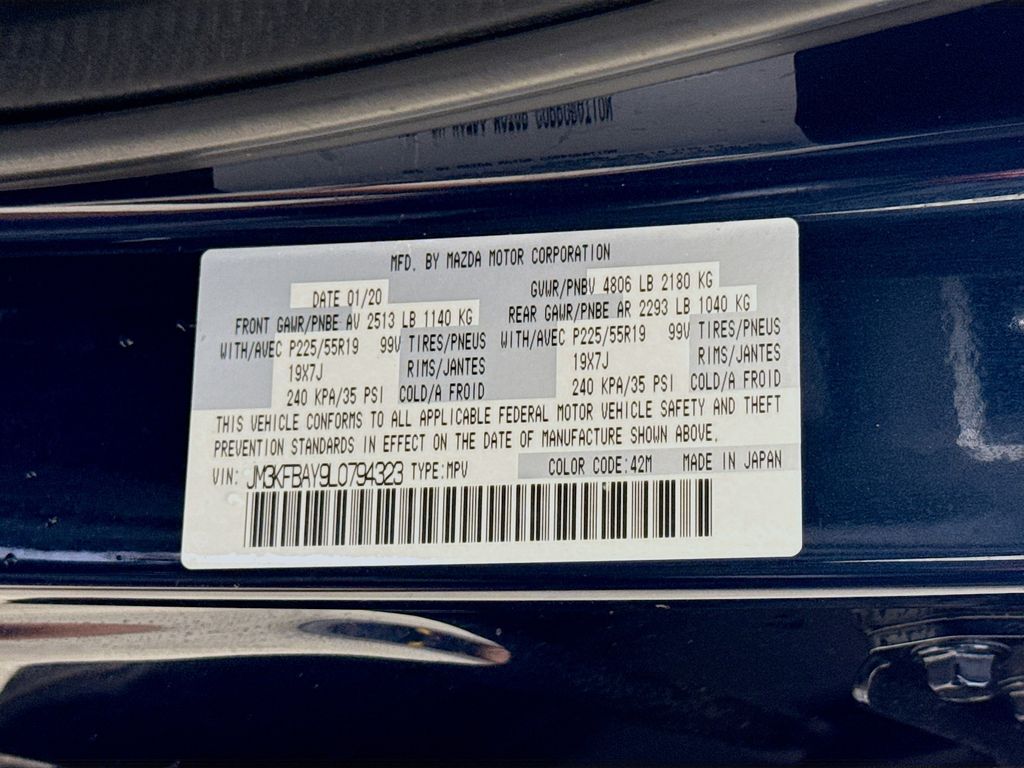 MFD. BY MAZDA MOTOR CORPORATION
DATE 01/20 GVWR/PNBV 4806 LB 2180 KG
FRONT GAWR/PNBE AV 2513 LB 1140 KG REAR GAWR/PNBE AR 2293 LB 1040 KG
WITH/AVEC P225/55R19 99V TIRES/PNEUS WITH/AVEC P225/55R19 99V TIRES/PNEUS
19X7J RIMS/JANTES 19X7J RIMS/JANTES
240 KPA/35 PSI COLD/A FROID 240 KPA/35 PSI COLD/A FROID
THIS VEHICLE CONFORMS TO ALL APPLICABLE FEDERAL MOTOR VEHICLE SAFETY AND THEFT
PREVENTION STANDARDS IN EFFECT ON THE DATE OF MANUFACTURE SHOWN ABOVE.
VIN: JM3KFBAY9L0794323 TYPE:MPV COLOR CODE:42M MADE IN JAPAN